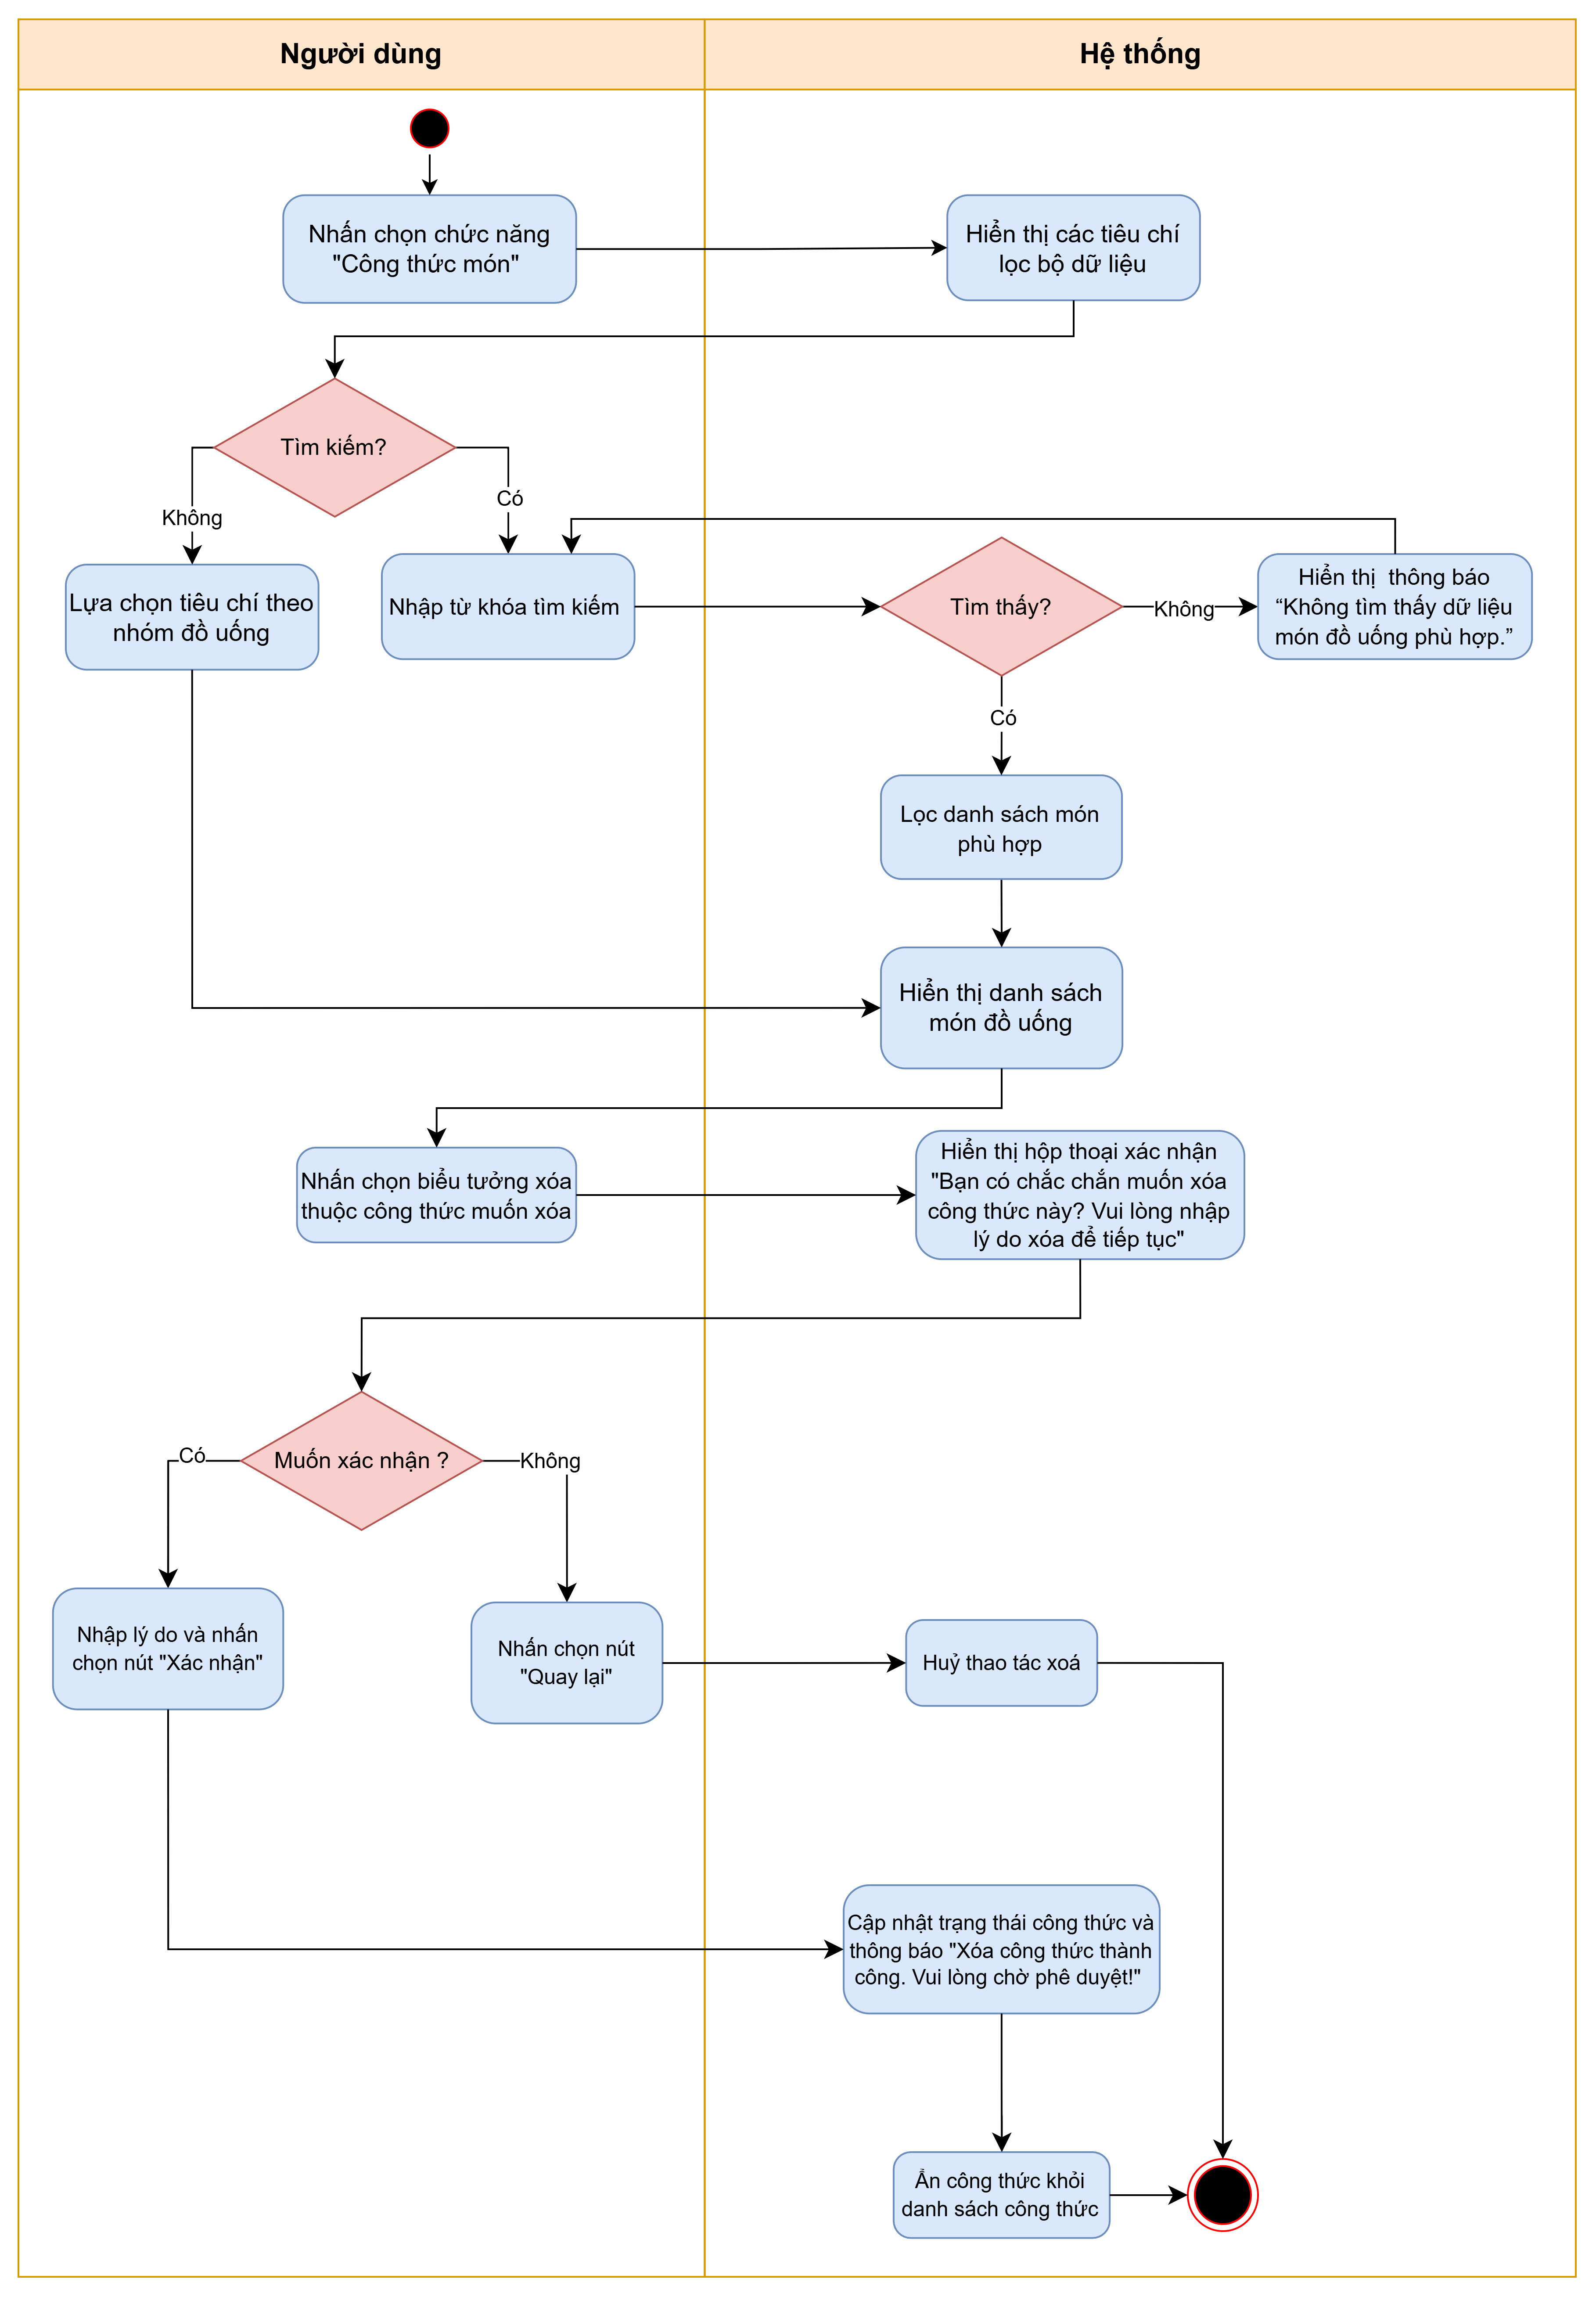 Người dùng
Hệ thống
Nhấn chọn chức năng
"Công thức món"
Hiển thị các tiêu chí
lọc bộ dữ liệu
Tìm kiếm?
Không
Có
Lựa chọn tiêu chí theo
nhóm đồ uống
Nhập từ khóa tìm kiếm
Tìm thấy?
Không
Hiển thị  thông báo
“Không tìm thấy dữ liệu
món đồ uống phù hợp.”
Có
Lọc danh sách món
phù hợp
Hiển thị danh sách
món đồ uống
Nhấn chọn biểu tưởng xóa
thuộc công thức muốn xóa
Hiển thị hộp thoại xác nhận
"Bạn có chắc chắn muốn xóa
công thức này? Vui lòng nhập
lý do xóa để tiếp tục"
Muốn xác nhận ?
Có
Không
Nhập lý do và nhấn
chọn nút "Xác nhận"
Nhấn chọn nút
"Quay lại"
Huỷ thao tác xoá
Cập nhật trạng thái công thức và
thông báo "Xóa công thức thành
công. Vui lòng chờ phê duyệt!"
Ẩn công thức khỏi
danh sách công thức